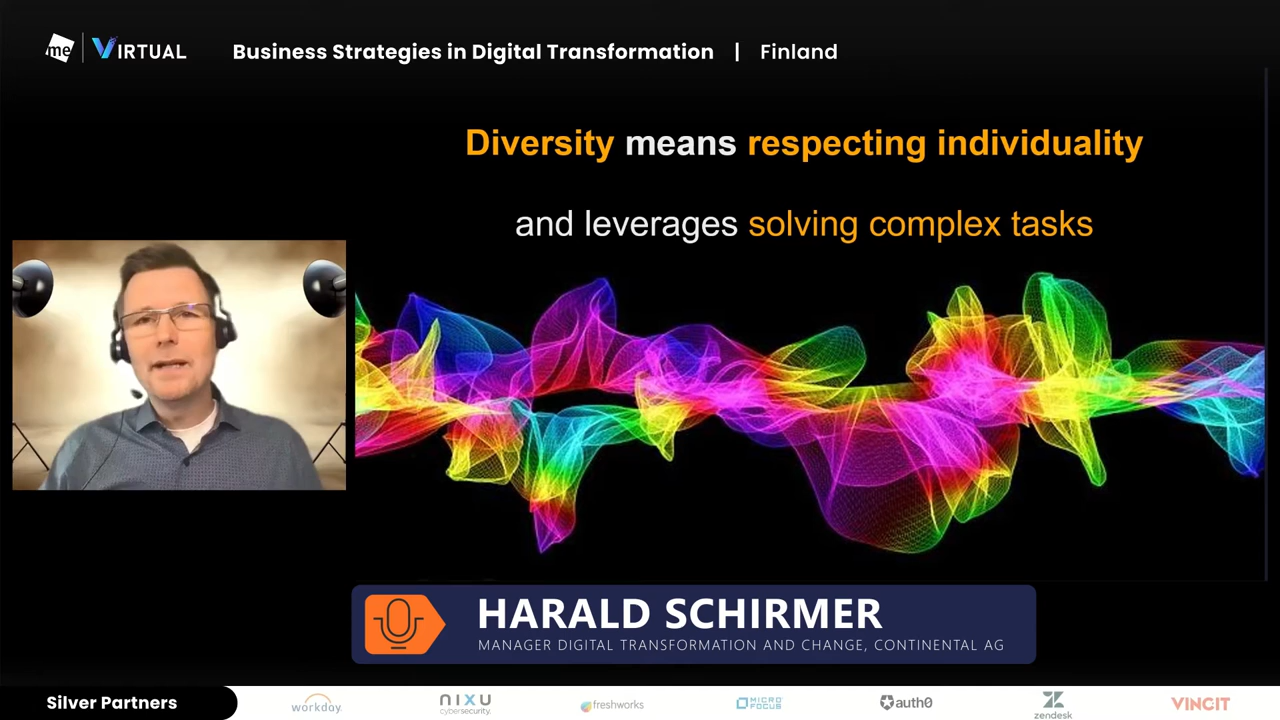 me VIRTUAL Business Strategies in Digital Transformation | Finland
Diversity means respecting individuality
and leverages solving complex tasks
HARALD SCHIRMER
MANAGER DIGITAL TRANSFORMATION AND CHANGE, CONTINENTAL AG
Silver Partners
workday.
NIXU
cybersecurity.
freshworks
MICRO
FOCUS
auth0
zendesk
VINCIT